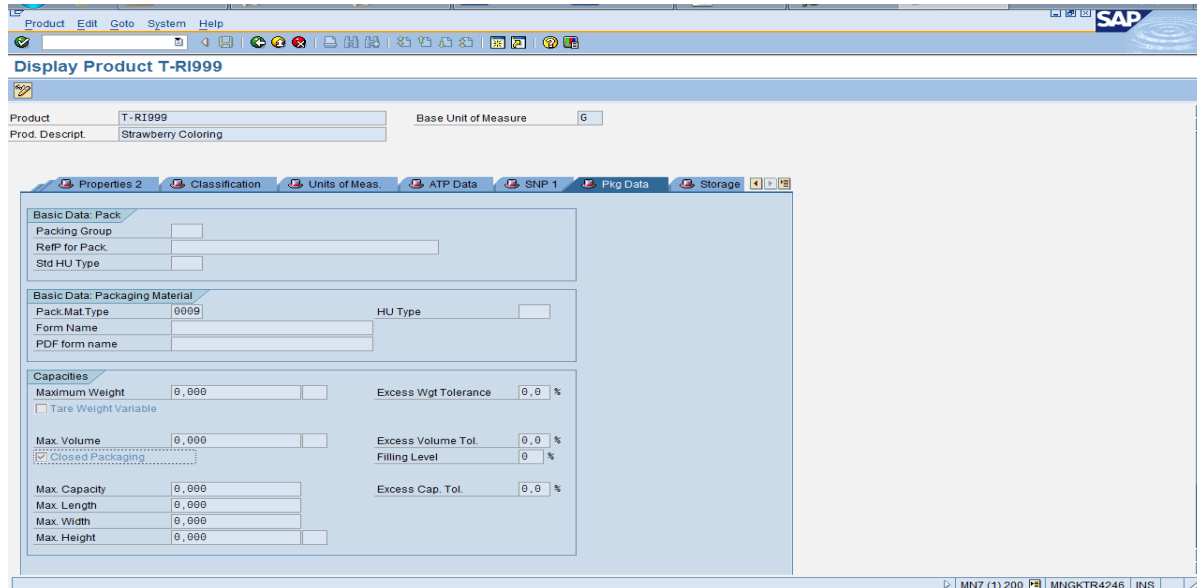 Product Edit Goto System Help
SAP
Display Product T-RI999
Product T-RI999 Base Unit of Measure G
Prod. Descript. Strawberry Coloring
Properties 2 Classification Units of Meas. ATP Data SNP 1 Pkg Data Storage
Basic Data: Pack
Packing Group
RefP for Pack.
Std HU Type
Basic Data: Packaging Material
Pack.Mat.Type 0009 HU Type
Form Name
PDF form name
Capacities
Maximum Weight 0,000 Excess Wgt Tolerance 0,0 %
Tare Weight Variable
Max. Volume 0,000 Excess Volume Tol. 0,0 %
Closed Packaging Filling Level 0 %
Max. Capacity 0,000 Excess Cap. Tol. 0,0 %
Max. Length 0,000
Max. Width 0,000
Max. Height 0,000
MN7 (1) 200 MNGKTR4246 INS